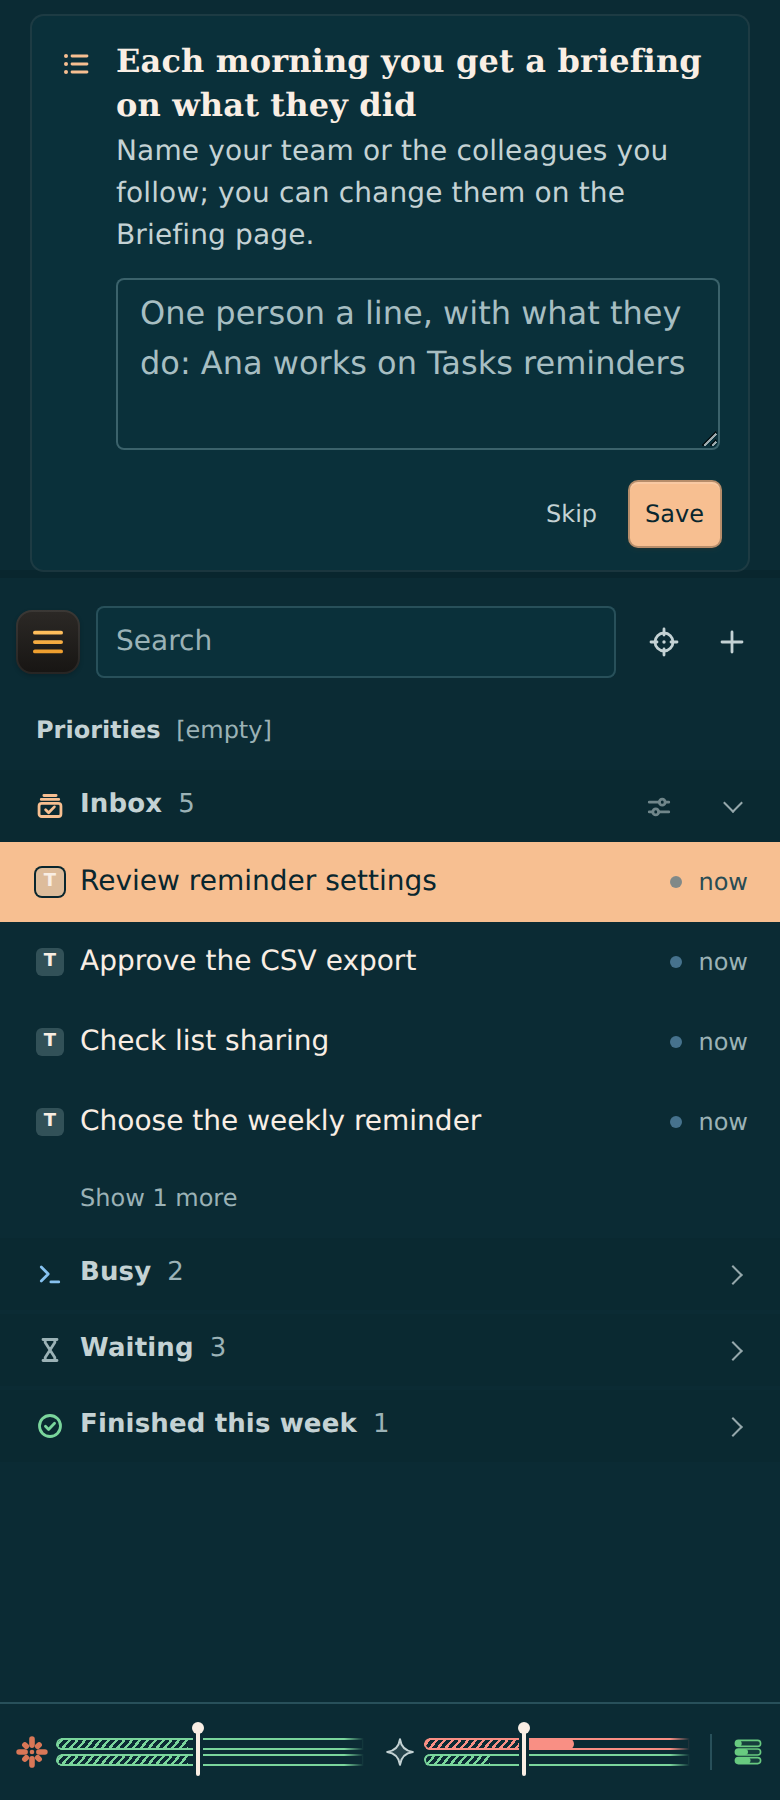 Each morning you get a briefing
on what they did
Name your team or the colleagues you
follow; you can change them on the
Briefing page.
One person a line, with what they
do: Ana works on Tasks reminders
Skip Save
Search
Priorities [empty]
Inbox 5
T Review reminder settings now
T Approve the CSV export now
T Check list sharing now
T Choose the weekly reminder now
Show 1 more
Busy 2
Waiting 3
Finished this week 1